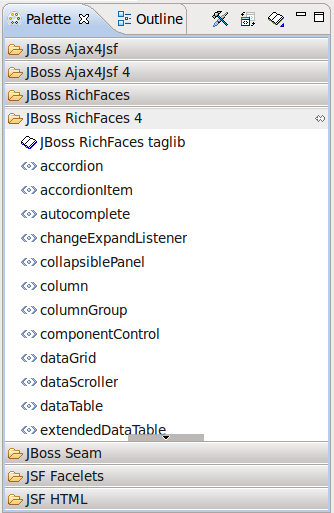 Palette
Outline
JBoss Ajax4Jsf
JBoss Ajax4Jsf 4
JBoss RichFaces
JBoss RichFaces 4
JBoss RichFaces taglib
accordion
accordionItem
autocomplete
changeExpandListener
collapsiblePanel
column
columnGroup
componentControl
dataGrid
dataScroller
dataTable
extendedDataTable
JBoss Seam
JSF Facelets
JSF HTML